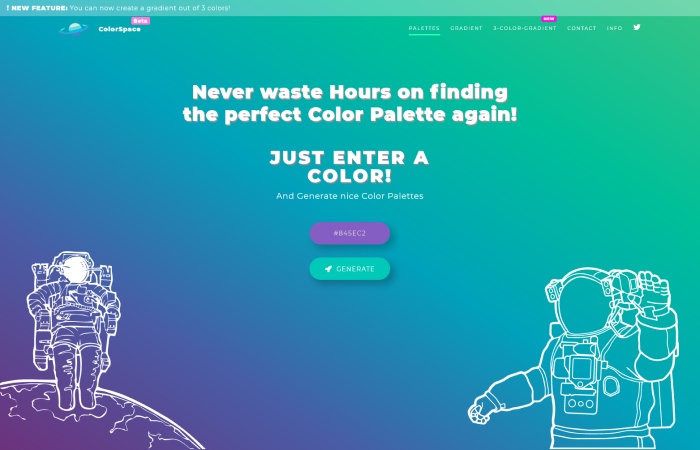 ! NEW FEATURE: You can now create a gradient out of 3 colors!
Beta
ColorSpace
PALETTES GRADIENT 3-COLOR-GRADIENT CONTACT INFO
NEW
Never waste Hours on finding
the perfect Color Palette again!
JUST ENTER A
COLOR!
And Generate nice Color Palettes
#845EC2
GENERATE